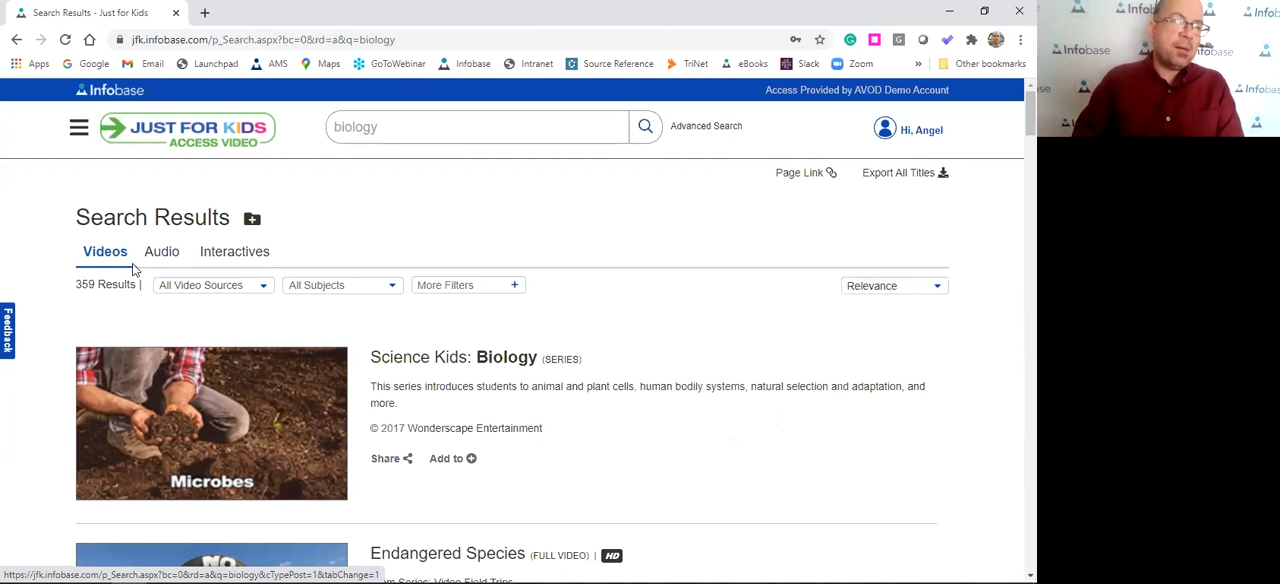 Search Results - Just for Kids
jfk.infobase.com/p_Search.aspx?bc=0&rd=a&q=biology
Apps Google Email Launchpad AMS Maps GoToWebinar Infobase Intranet Source Reference TriNet eBooks Slack Zoom » Other bookmarks
Infobase
Access Provided by AVOD Demo Account
JUST FOR KIDS
ACCESS VIDEO
biology
Advanced Search
Hi, Angel
Page Link
Export All Titles
Search Results
Videos Audio Interactives
359 Results | All Video Sources All Subjects More Filters + Relevance
Feedback
Microbes
Science Kids: Biology (SERIES)
This series introduces students to animal and plant cells, human bodily systems, natural selection and adaptation, and
more.
© 2017 Wonderscape Entertainment
Share Add to
Endangered Species (FULL VIDEO) | HD
https://jfk.infobase.com/p_Search.aspx?bc=0&rd=a&q=biology&cTypePost=1&tabChange=1
Infobase
Infobase
Infobase
Infobase